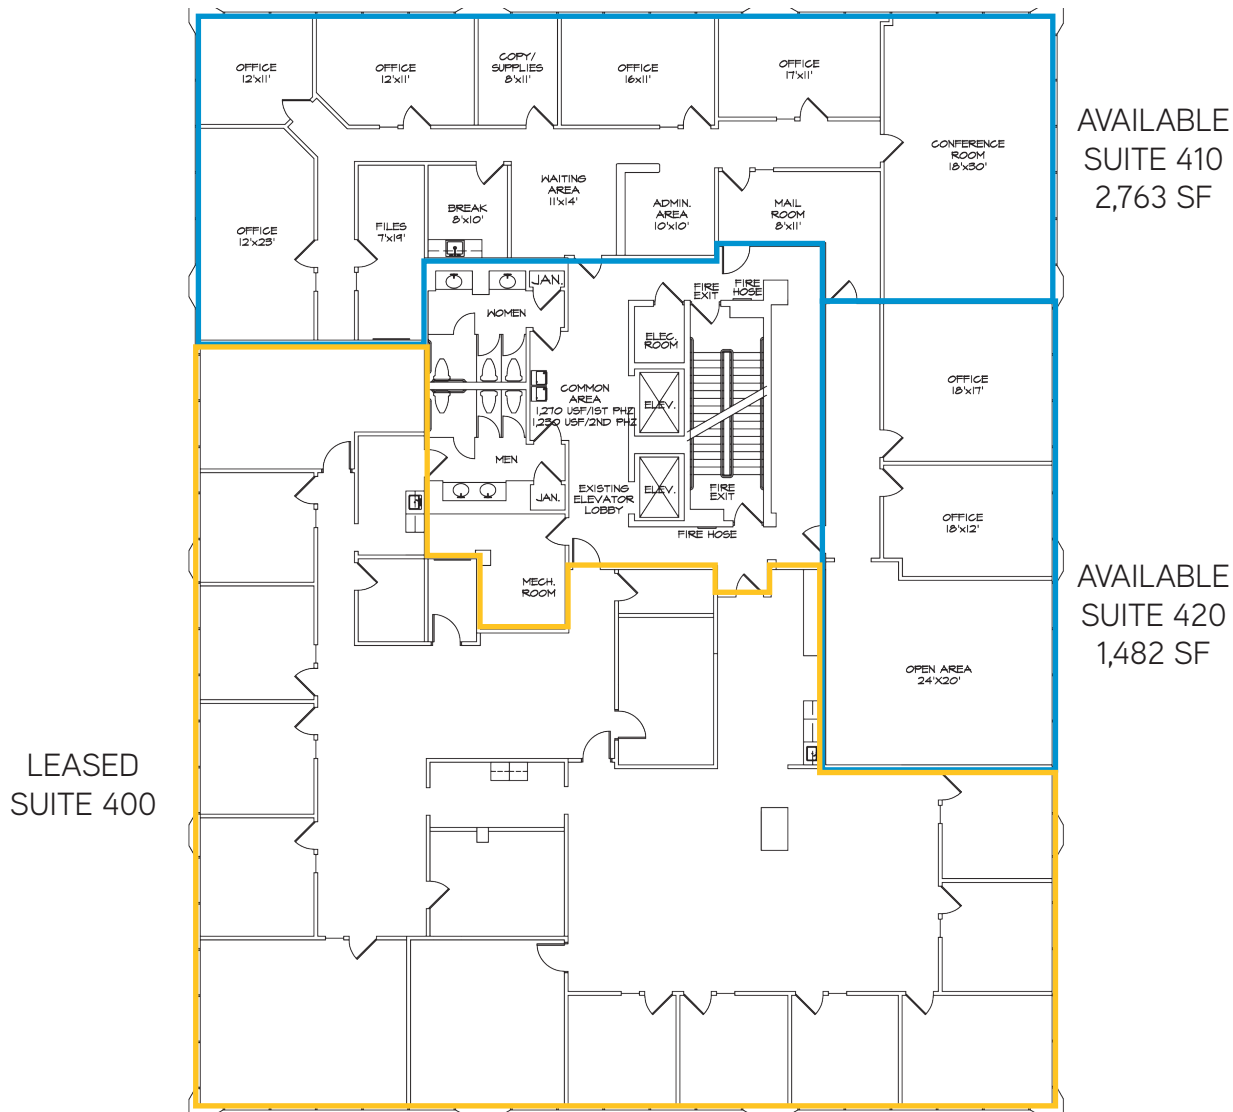 OFFICE
12'x11'
OFFICE
12'x11'
COPY/
SUPPLIES
8'x11'
OFFICE
16x11'
OFFICE
17'x11'
CONFERENCE
ROOM
18'x30'
AVAILABLE
SUITE 410
2,763 SF
OFFICE
12'x23'
FILES
7'x19'
BREAK
8'x10'
WAITING
AREA
11'x14'
ADMIN.
AREA
10'x10'
MAIL
ROOM
8'x11'
JAN.
WOMEN
FIRE
EXIT
FIRE
HOSE
ELEC.
ROOM
COMMON
AREA
1,270 USF/1ST PHZ
1,230 USF/2ND PHZ
ELEV.
OFFICE
18'x17'
MEN
JAN.
EXISTING
ELEVATOR
LOBBY
ELEV.
FIRE
EXIT
FIRE HOSE
OFFICE
18'x12'
MECH.
ROOM
AVAILABLE
SUITE 420
1,482 SF
OPEN AREA
24'X20'
LEASED
SUITE 400